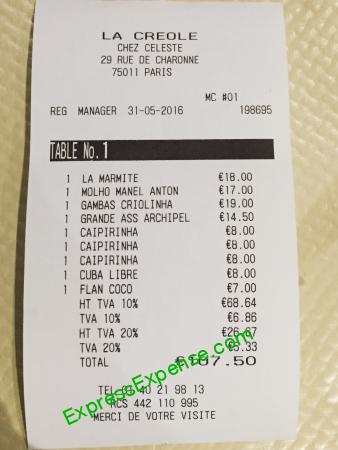 LA CREOLE
CHEZ CELESTE
29 RUE DE CHARONNE
75011 PARIS
MC #01
REG MANAGER 31-05-2016 198695
TABLE No. 1
1 LA MARMITE €18.00
1 MOLHO MANEL ANTON €17.00
1 GAMBAS CRIOLINHA €19.00
1 GRANDE ASS ARCHIPEL €14.50
1 CAIPIRINHA €8.00
1 CAIPIRINHA €8.00
1 CAIPIRINHA €8.00
1 CUBA LIBRE €8.00
1 FLAN COCO €7.00
HT TVA 10% €68.64
TVA 10% €6.86
HT TVA 20% €26.67
TVA 20% €5.33
TOTAL €107.50
TEL 01 40 21 98 13
RCS 442 110 995
MERCI DE VOTRE VISITE
ExpressExpense.com